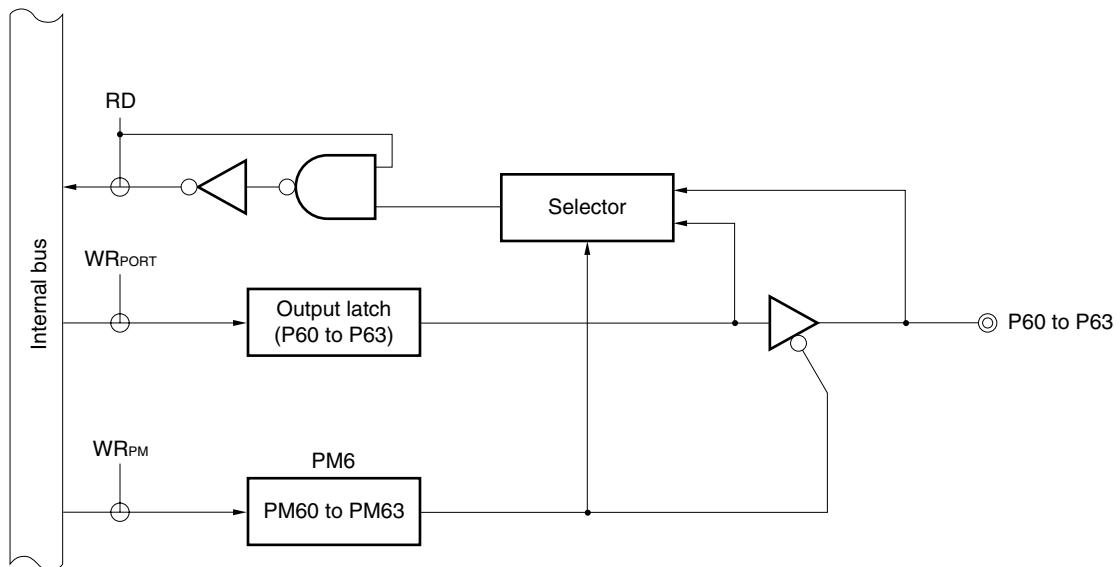 RD
Selector
Internal bus
WRPORT
Output latch
(P60 to P63)
P60 to P63
WRPM
PM6
PM60 to PM63